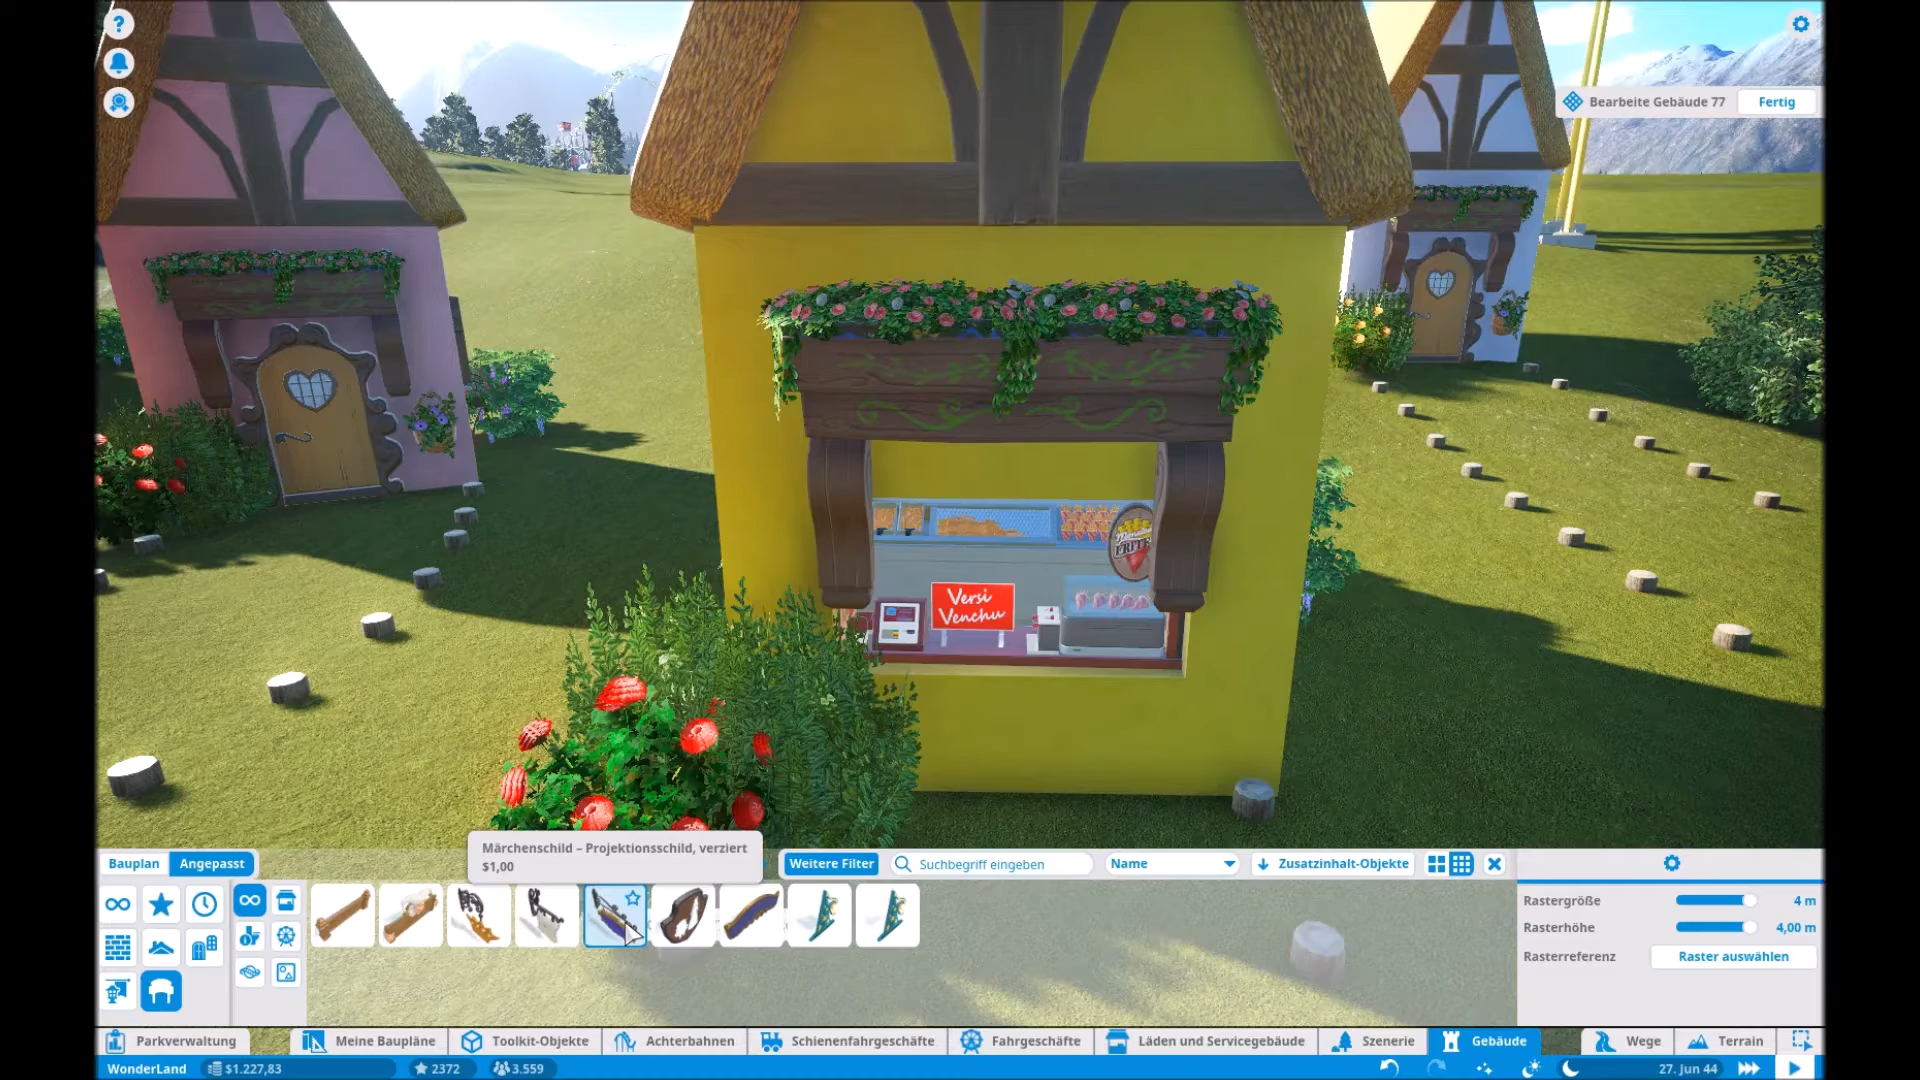 ?
Bearbeite Gebäude 77
Fertig
FRITE
Versi
Venchu
Märchenschild – Projektionsschild, verziert
$1,00
Bauplan
Angepasst
Weitere Filter
Suchbegriff eingeben
Name
Zusatzinhalt-Objekte
Rastergröße
4 m
Rasterhöhe
4,00 m
Rasterreferenz
Raster auswählen
Parkverwaltung
Meine Baupläne
Toolkit-Objekte
Achterbahnen
Schienenfahrgeschäfte
Fahrgeschäfte
Läden und Servicegebäude
Szenerie
Gebäude
Wege
Terrain
WonderLand
$1.227,83
2372
3.559
27. Jun 44